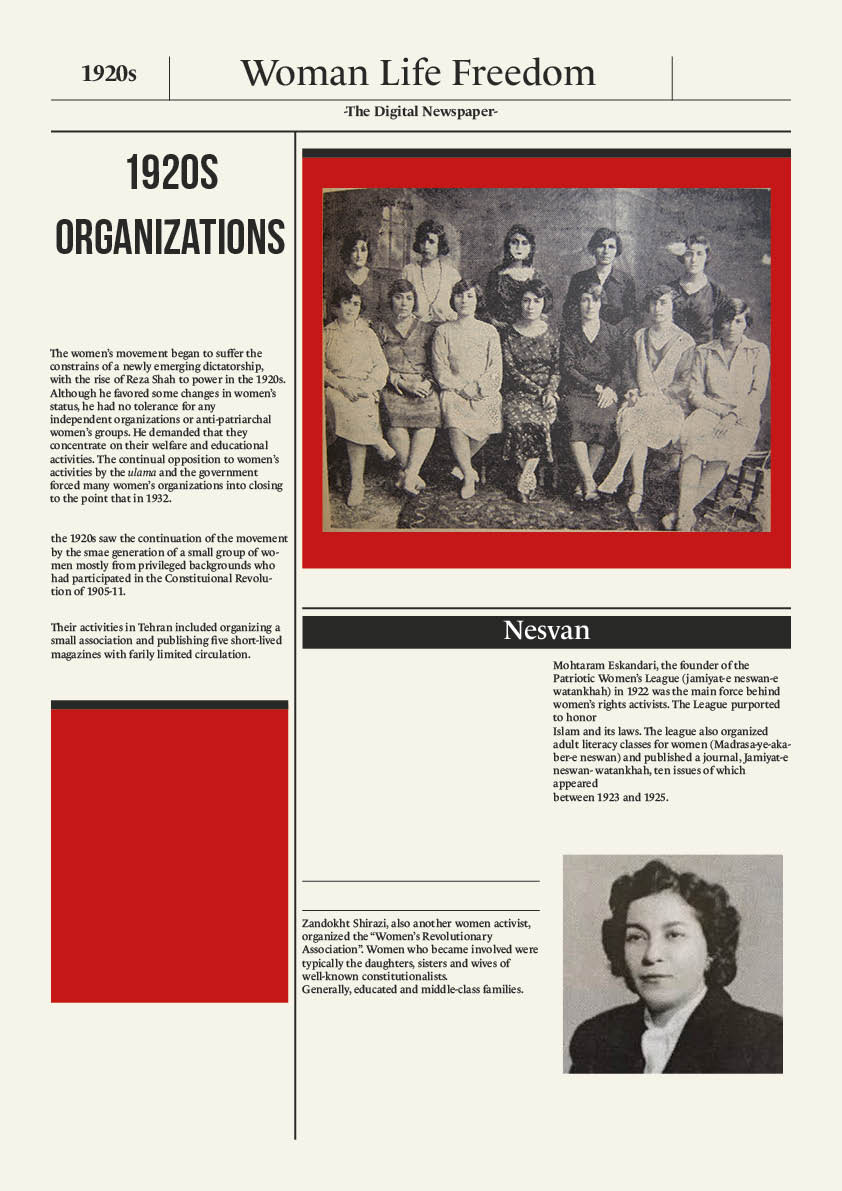 1920s
Woman Life Freedom
-The Digital Newspaper-
1920S
ORGANIZATIONS
The women's movement began to suffer the
constrains of a newly emerging dictatorship,
with the rise of Reza Shah to power in the 1920s.
Although he favored some changes in women's
status, he had no tolerance for any
independent organizations or anti-patriarchal
women's groups. He demanded that they
concentrate on their welfare and educational
activities. The continual opposition to women's
activities by the ulama and the government
forced many women's organizations into closing
to the point that in 1932.
the 1920s saw the continuation of the movement
by the smae generation of a small group of wo-
men mostly from privileged backgrounds who
had participated in the Constituional Revolu-
tion of 1905-11.
Their activities in Tehran included organizing a
small association and publishing five short-lived
magazines with farily limited circulation.
Nesvan
Mohtaram Eskandari, the founder of the
Patriotic Women's League (jamiyat-e neswan-e
watankhah) in 1922 was the main force behind
women's rights activists. The League purported
to honor
Islam and its laws. The league also organized
adult literacy classes for women (Madrasa-ye-aka-
ber-e neswan) and published a journal, Jamiyat-e
neswan- watankhah, ten issues of which
appeared
between 1923 and 1925.
Zandokht Shirazi, also another women activist,
organized the “Women's Revolutionary
Association”. Women who became involved were
typically the daughters, sisters and wives of
well-known constitutionalists.
Generally, educated and middle-class families.